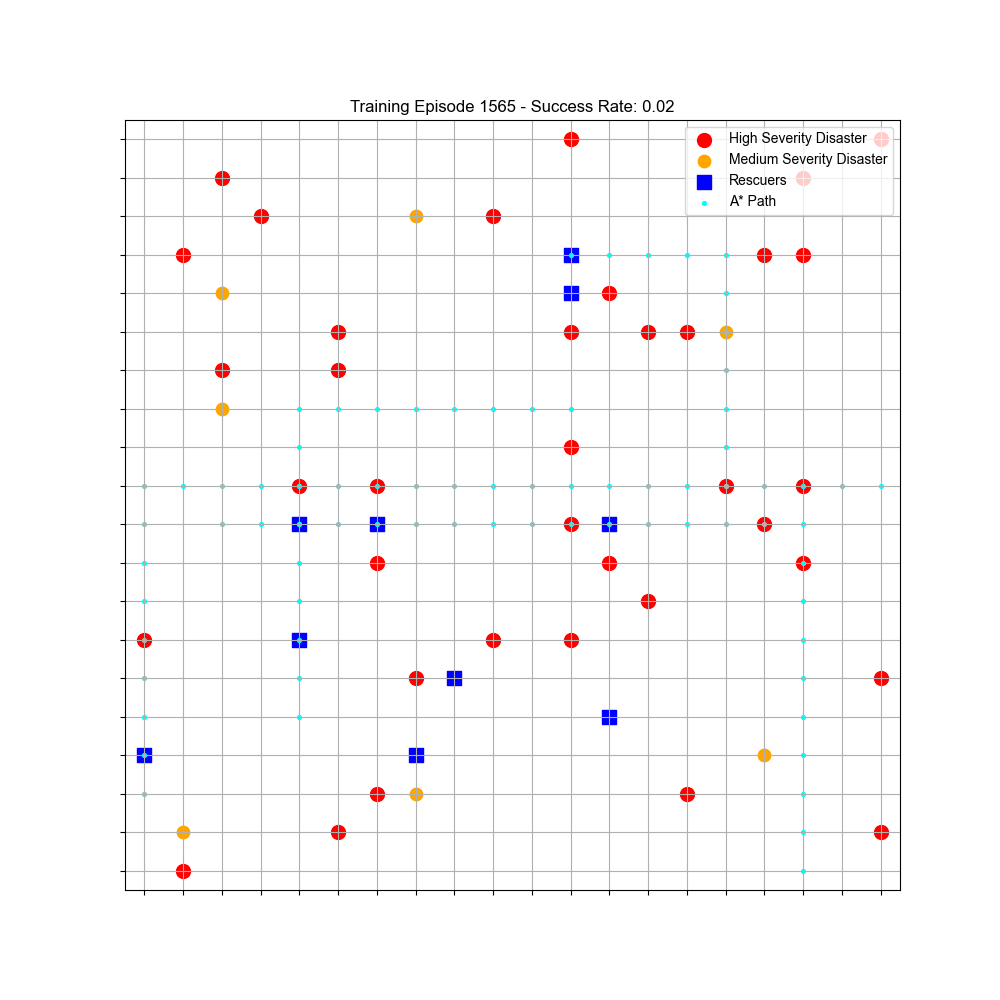 Training Episode 1565 - Success Rate: 0.02
High Severity Disaster
Medium Severity Disaster
Rescuers
A* Path